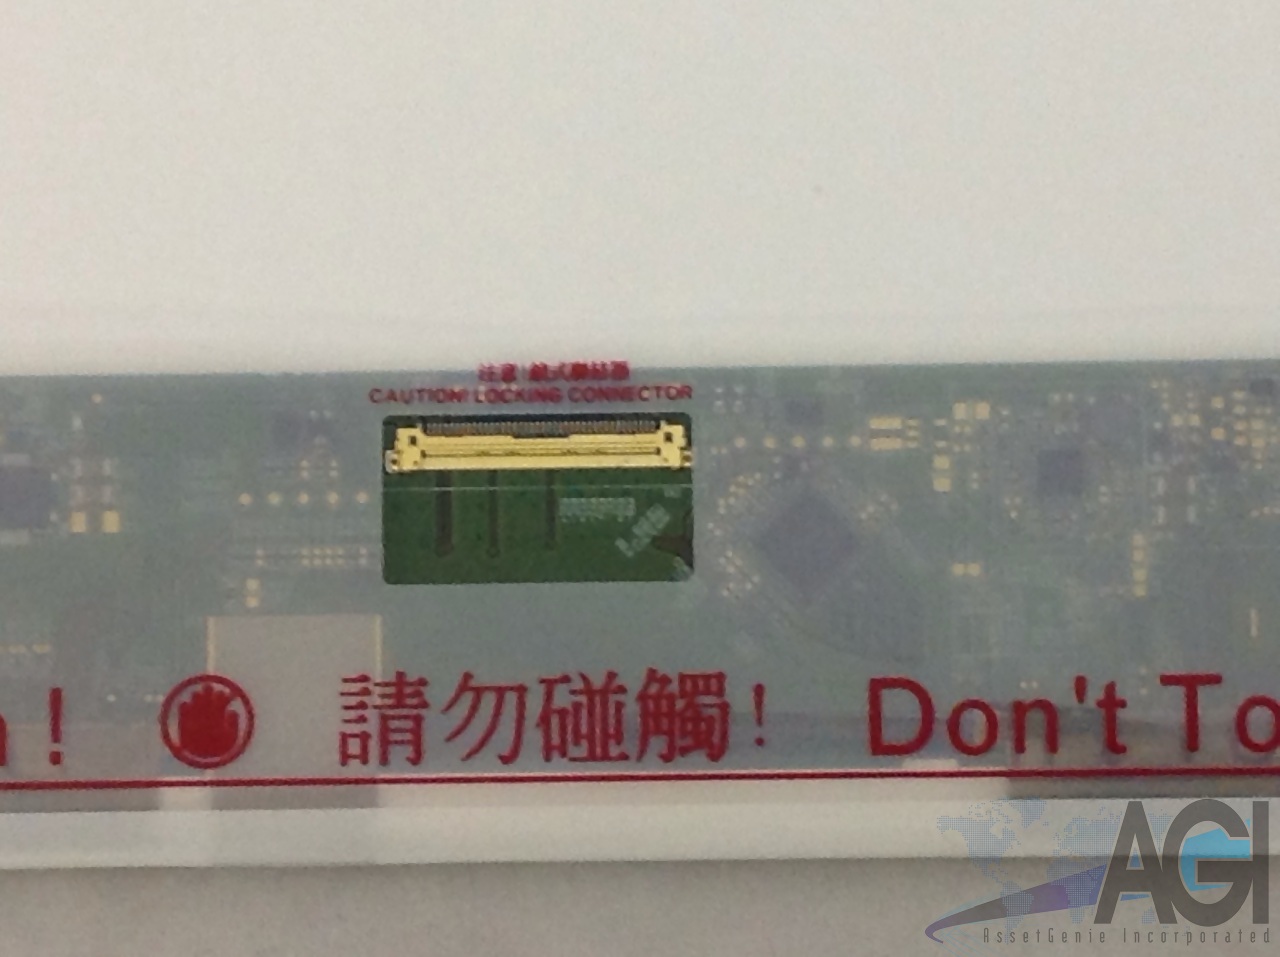 CAUTION! LOCKING CONNECTOR
! 請勿碰觸! Don't To
AGI
AssetGenie Incorporated